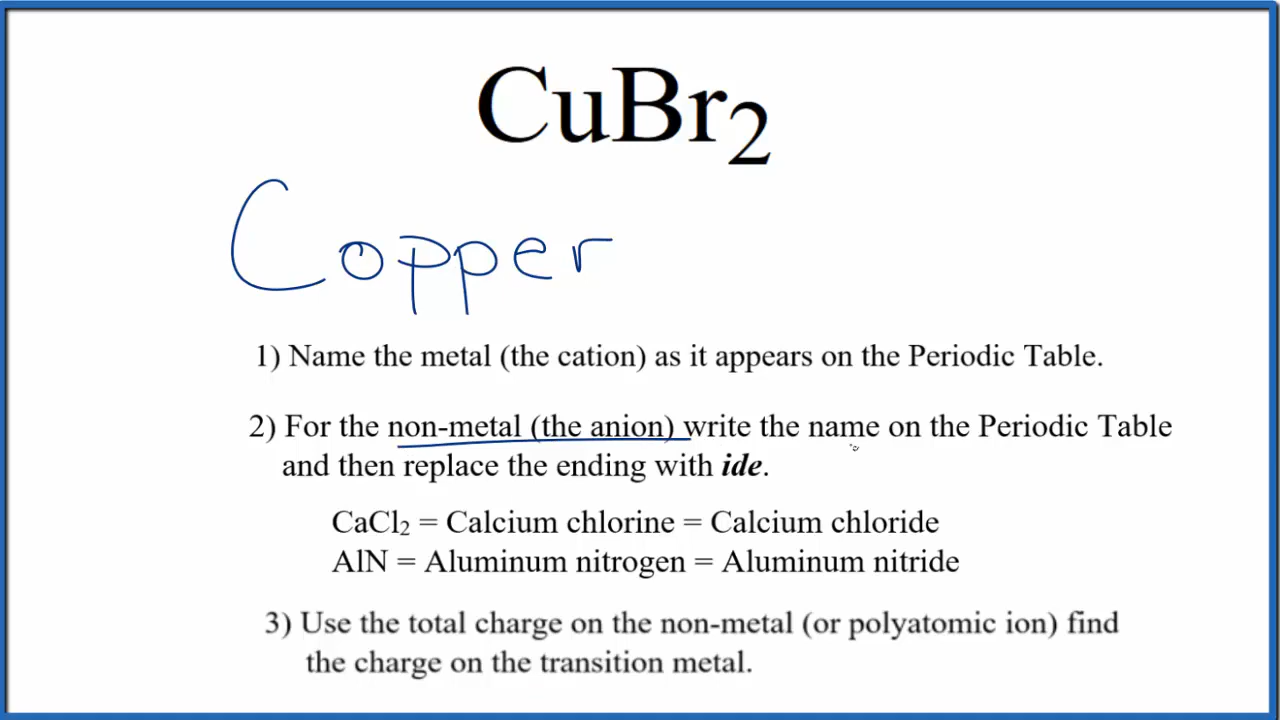 CuBr2
Copper
1) Name the metal (the cation) as it appears on the Periodic Table.
2) For the non-metal (the anion) write the name on the Periodic Table
and then replace the ending with ide.
CaCl2 = Calcium chlorine = Calcium chloride
AlN = Aluminum nitrogen = Aluminum nitride
3) Use the total charge on the non-metal (or polyatomic ion) find
the charge on the transition metal.